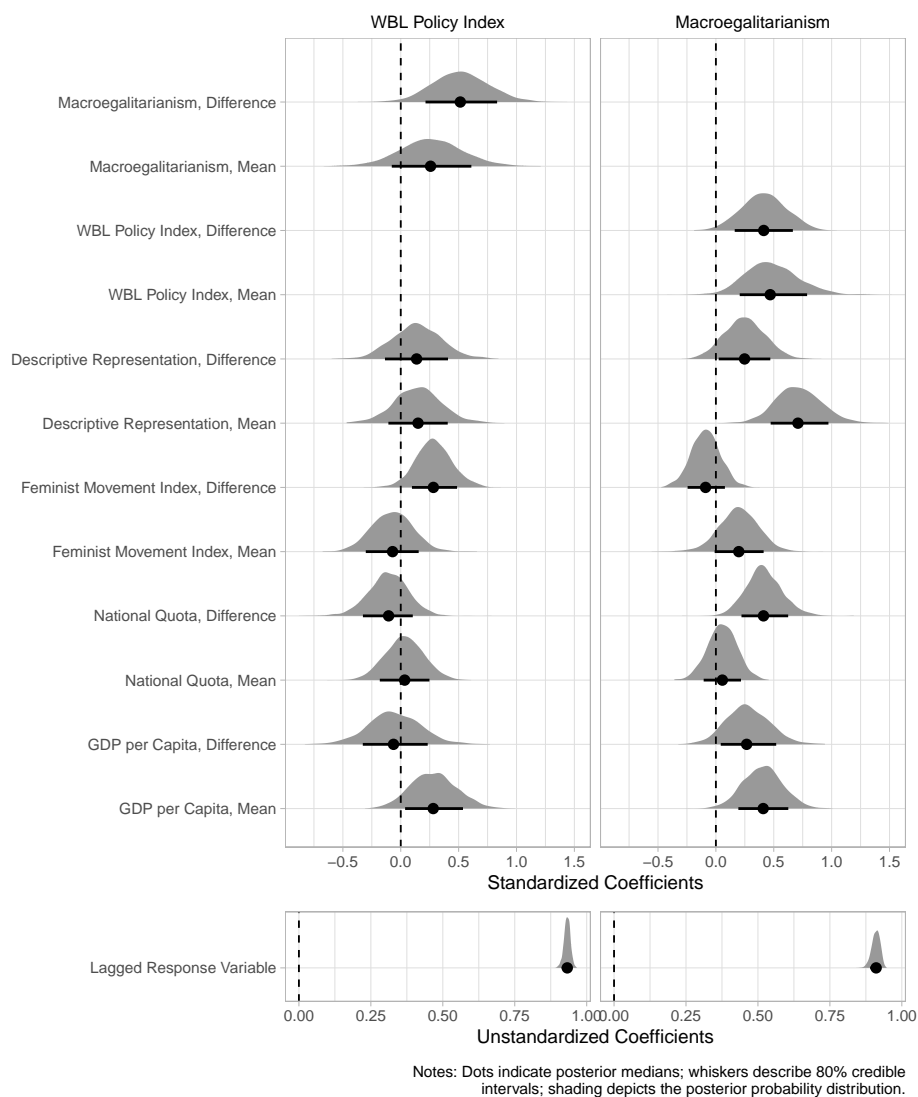 WBL Policy Index
Macroegalitarianism
Macroegalitarianism, Difference
Macroegalitarianism, Mean
WBL Policy Index, Difference
WBL Policy Index, Mean
Descriptive Representation, Difference
Descriptive Representation, Mean
Feminist Movement Index, Difference
Feminist Movement Index, Mean
National Quota, Difference
National Quota, Mean
GDP per Capita, Difference
GDP per Capita, Mean
−0.5 0.0 0.5 1.0 1.5 −0.5 0.0 0.5 1.0 1.5
Standardized Coefficients
Lagged Response Variable
0.00 0.25 0.50 0.75 1.00 0.00 0.25 0.50 0.75 1.00
Unstandardized Coefficients
Notes: Dots indicate posterior medians; whiskers describe 80% credible
intervals; shading depicts the posterior probability distribution.